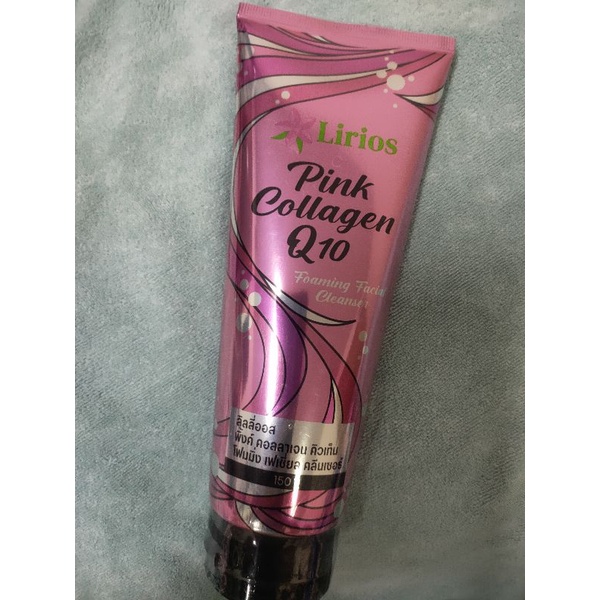 Lirios
Pink
Collagen
Q10
Foaming Facial
Cleanser
ลิลลี่ออส
พิ้งค์ คอลลาเจน คิวเท็น
โฟมมิ่ง เฟเชียล คลีนเซอร์
150